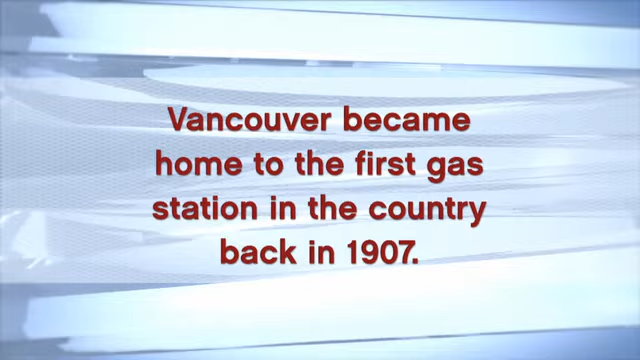 Vancouver became
home to the first gas
station in the country
back in 1907.